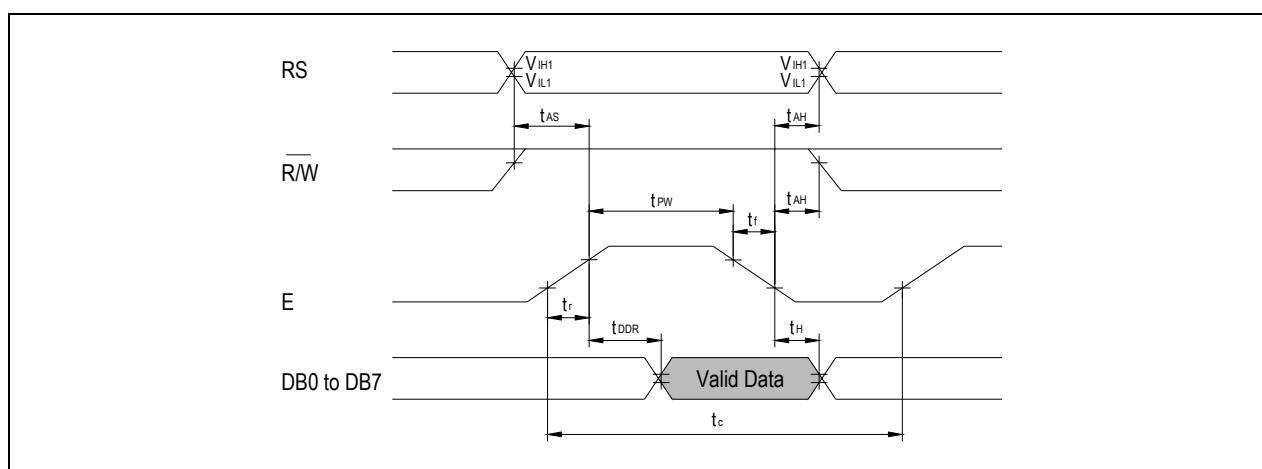 RS
VIH1
VIL1
VIH1
VIL1
tAS
tAH
R/W
tPW
tf
tAH
E
tr
tDDR
tH
DB0 to DB7
Valid Data
tc